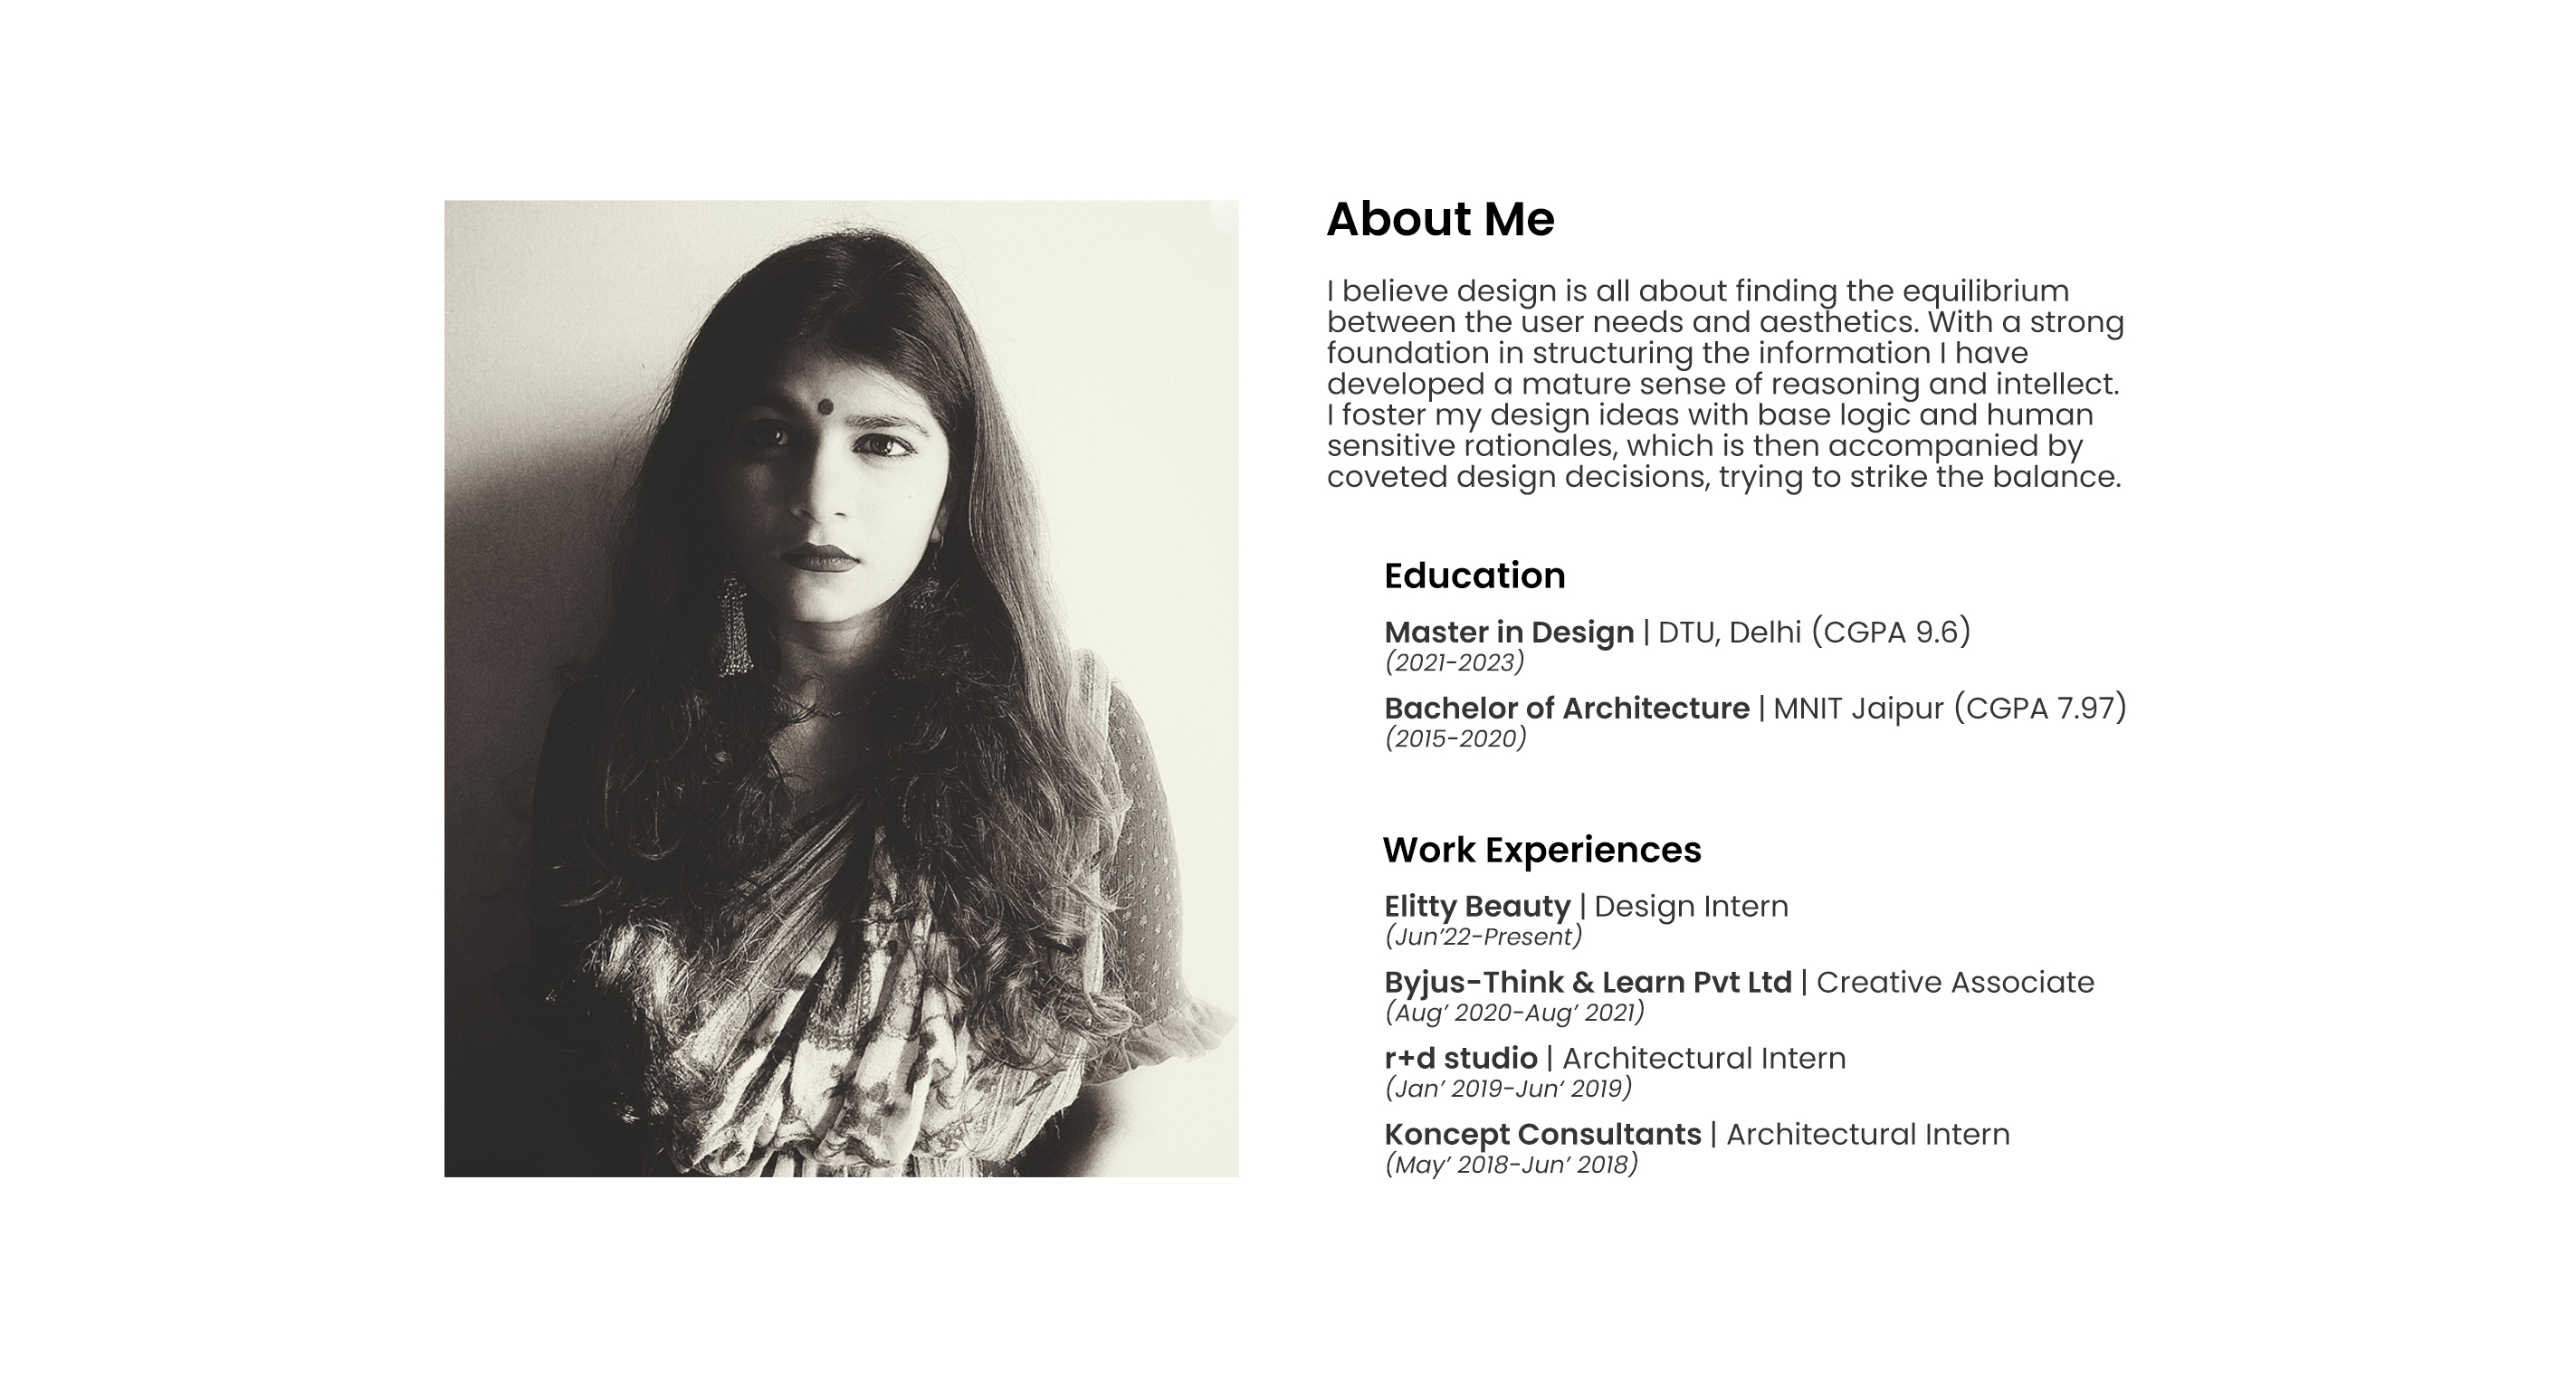 About Me
I believe design is all about finding the equilibrium
between the user needs and aesthetics. With a strong
foundation in structuring the information I have
developed a mature sense of reasoning and intellect.
I foster my design ideas with base logic and human
sensitive rationales, which is then accompanied by
coveted design decisions, trying to strike the balance.
Education
Master in Design | DTU, Delhi (CGPA 9.6)
(2021-2023)
Bachelor of Architecture | MNIT Jaipur (CGPA 7.97)
(2015-2020)
Work Experiences
Elitty Beauty | Design Intern
(Jun’22-Present)
Byjus-Think & Learn Pvt Ltd | Creative Associate
(Aug’ 2020-Aug’ 2021)
r+d studio | Architectural Intern
(Jan’ 2019-Jun‘ 2019)
Koncept Consultants | Architectural Intern
(May’ 2018-Jun’ 2018)